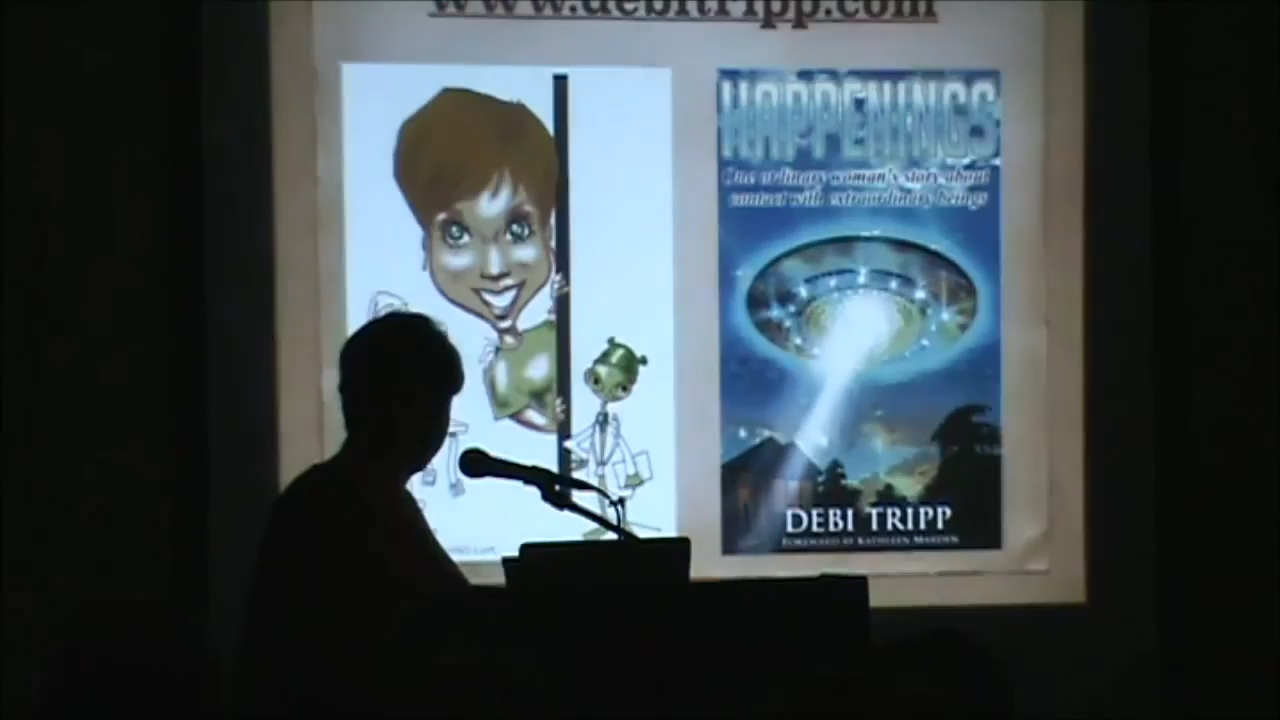 www.debitripp.com
HAPPENINGS
One ordinary woman's story about
contact with extraordinary beings
DEBI TRIPP
FOREWORD BY KATHLEEN MARDEN